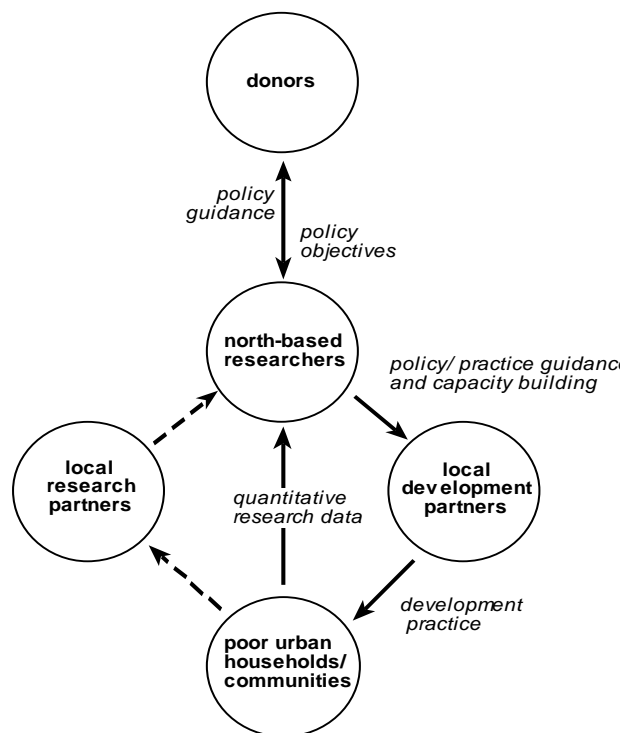 donors
policy
guidance
policy
objectives
north-based
researchers
policy/ practice guidance
and capacity building
local
research
partners
quantitative
research data
local
development
partners
development
practice
poor urban
households/
communities